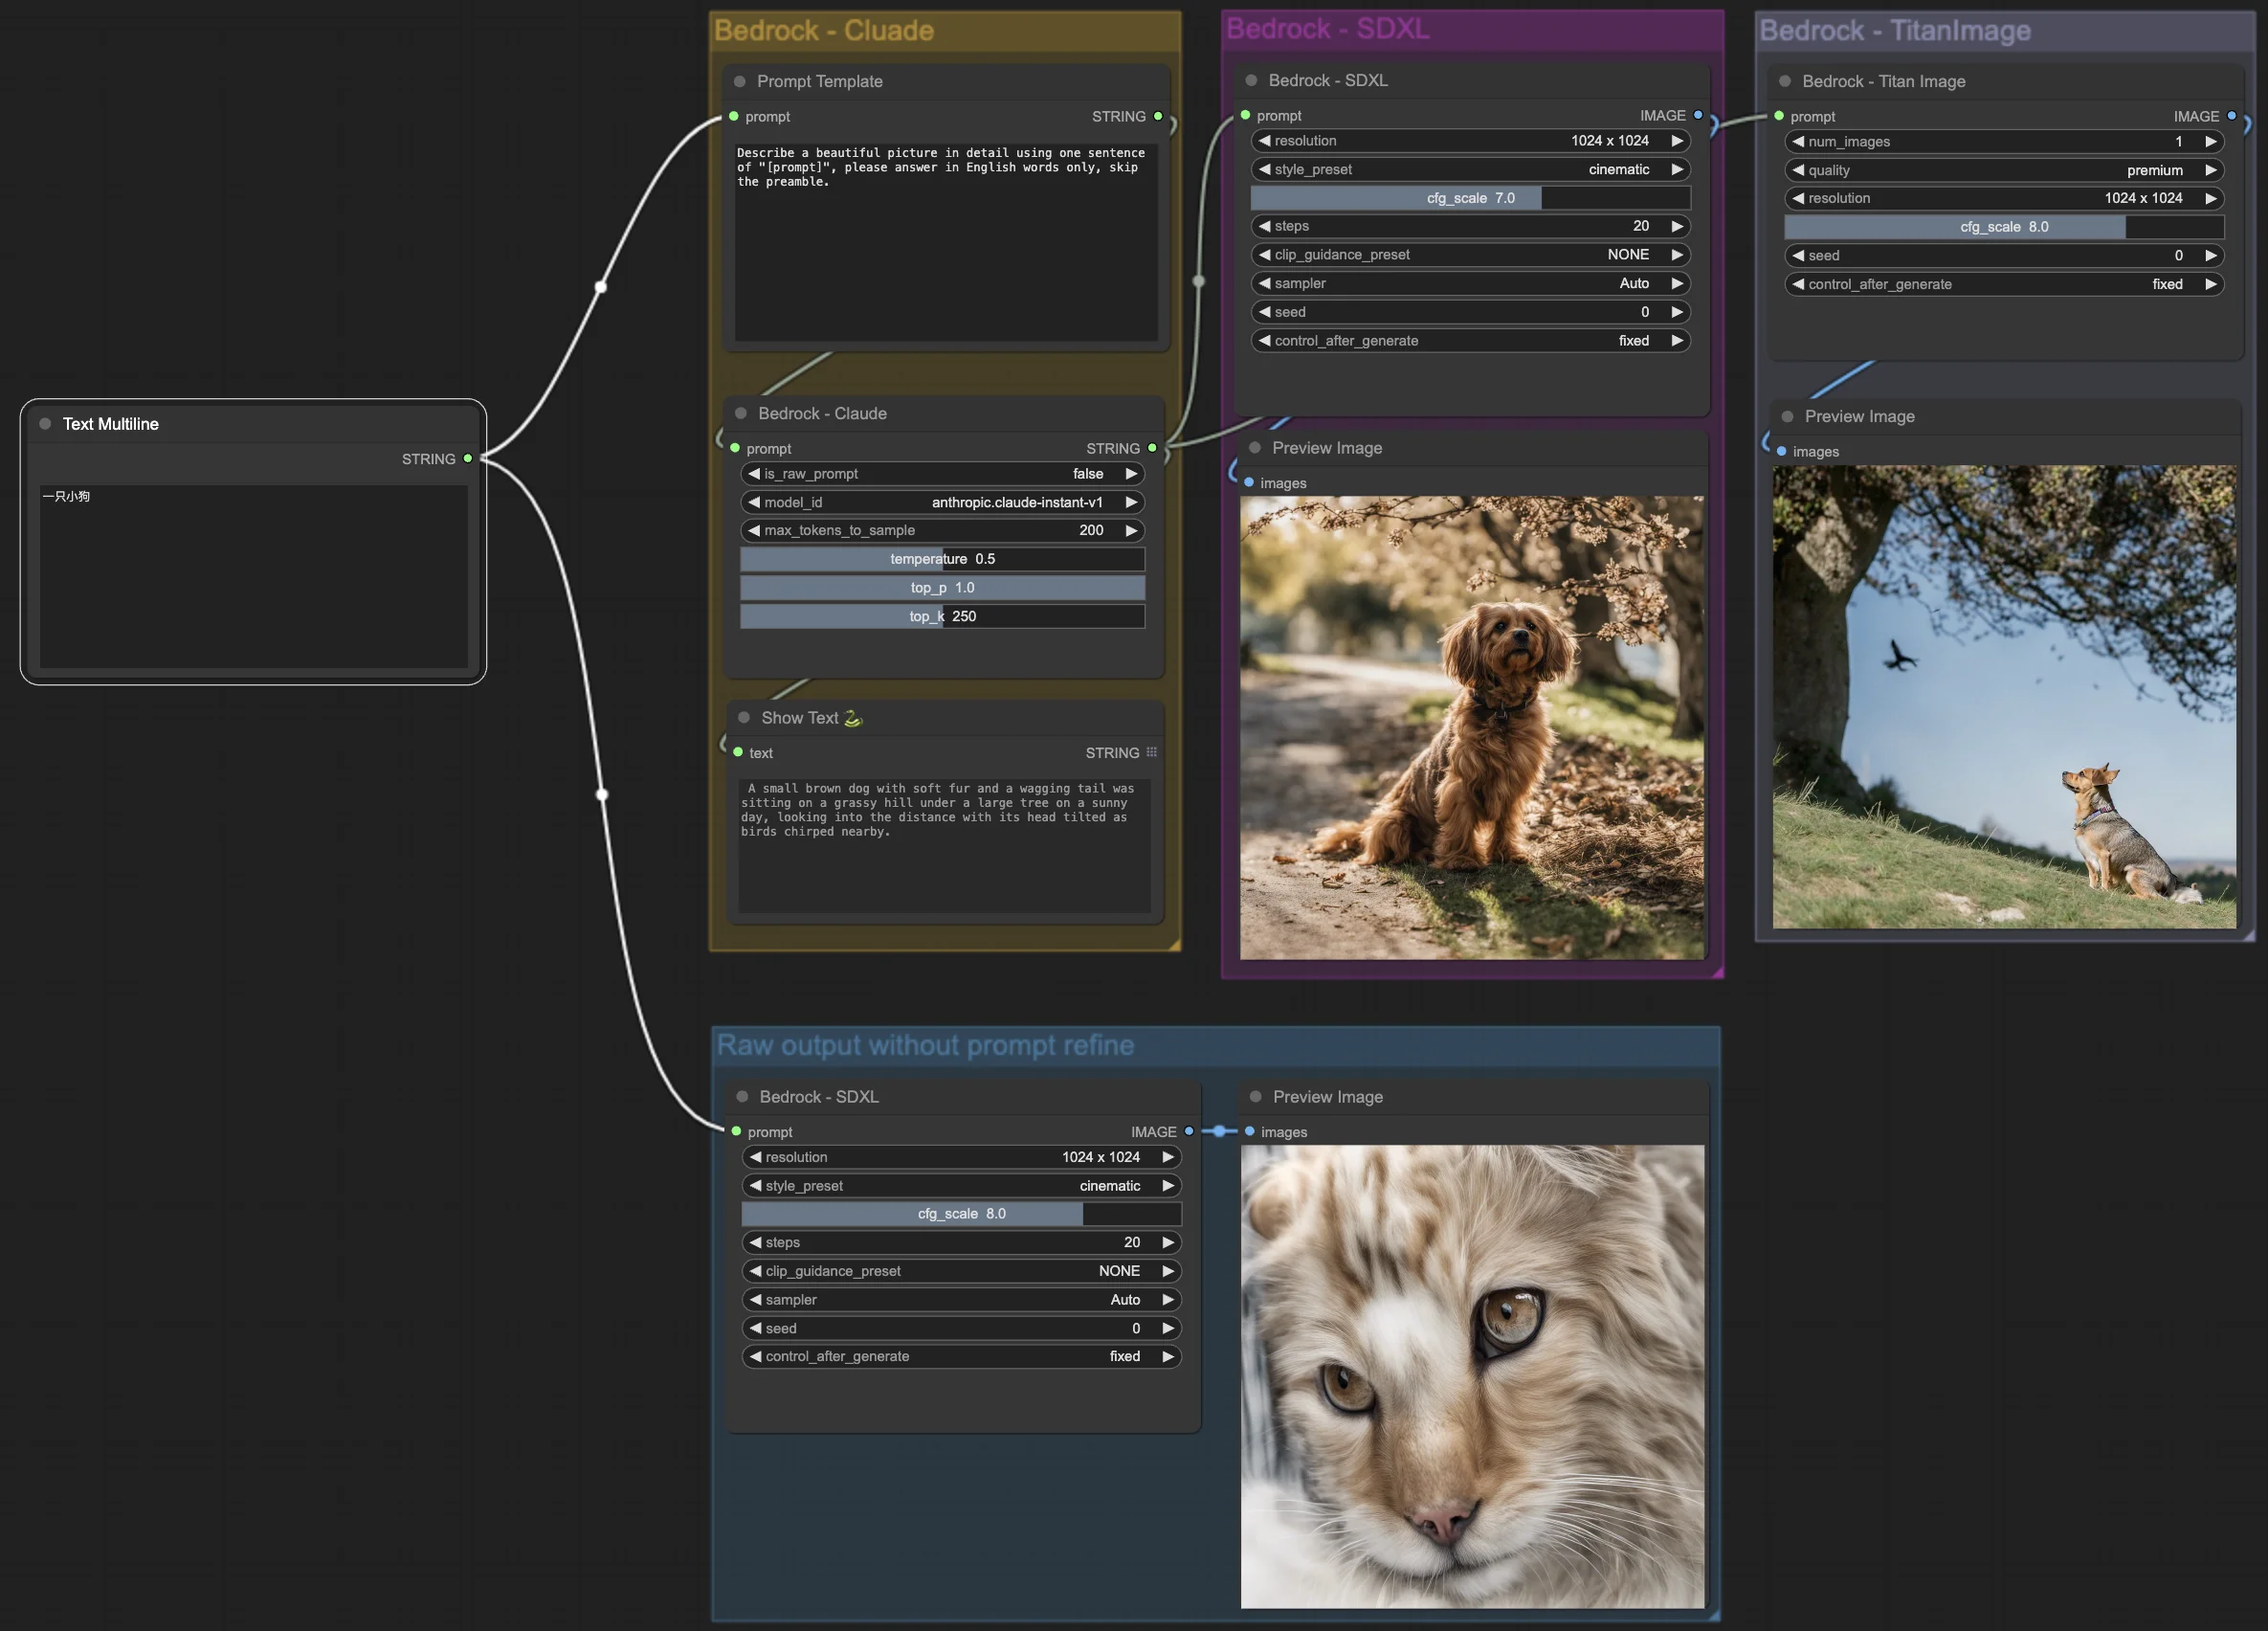 Text Multiline
STRING
一只小狗
Bedrock - Cluade
Prompt Template
prompt STRING
Describe a beautiful picture in detail using one sentence
of "[prompt]", please answer in English words only, skip
the preamble.
Bedrock - Claude
prompt STRING
is_raw_prompt false
model_id anthropic.claude-instant-v1
max_tokens_to_sample 200
temperature 0.5
top_p 1.0
top_k 250
Show Text 🐍
text STRING
A small brown dog with soft fur and a wagging tail was
sitting on a grassy hill under a large tree on a sunny
day, looking into the distance with its head tilted as
birds chirped nearby.
Bedrock - SDXL
Bedrock - SDXL
prompt IMAGE
resolution 1024 x 1024
style_preset cinematic
cfg_scale 7.0
steps 20
clip_guidance_preset NONE
sampler Auto
seed 0
control_after_generate fixed
Preview Image
images
Bedrock - TitanImage
Bedrock - Titan Image
prompt IMAGE
num_images 1
quality premium
resolution 1024 x 1024
cfg_scale 8.0
seed 0
control_after_generate fixed
Preview Image
images
Raw output without prompt refine
Bedrock - SDXL
prompt IMAGE
resolution 1024 x 1024
style_preset cinematic
cfg_scale 8.0
steps 20
clip_guidance_preset NONE
sampler Auto
seed 0
control_after_generate fixed
Preview Image
images